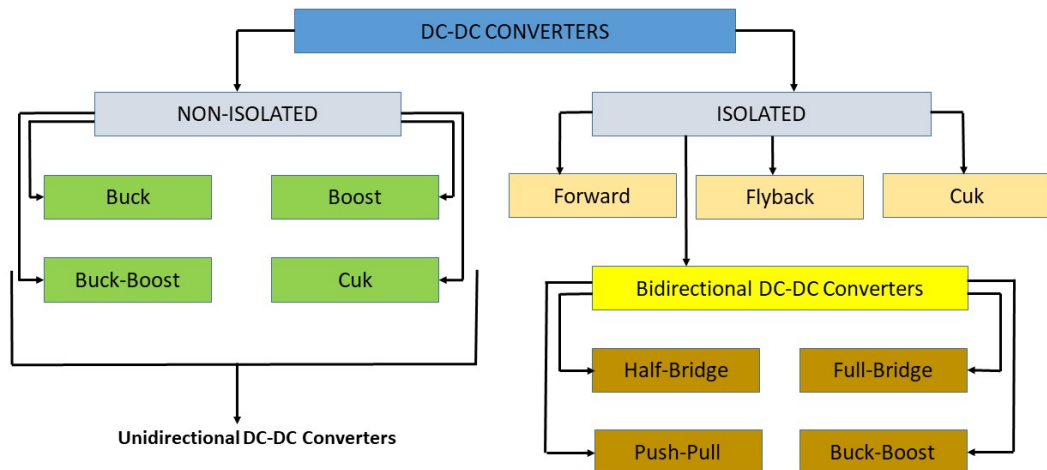 DC-DC CONVERTERS
NON-ISOLATED
ISOLATED
Buck
Boost
Forward
Flyback
Cuk
Buck-Boost
Cuk
Bidirectional DC-DC Converters
Half-Bridge
Full-Bridge
Unidirectional DC-DC Converters
Push-Pull
Buck-Boost